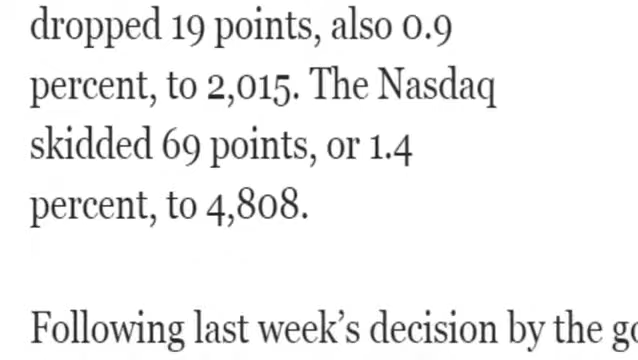 dropped 19 points, also 0.9
percent, to 2,015. The Nasdaq
skidded 69 points, or 1.4
percent, to 4,808.
Following last week’s decision by the